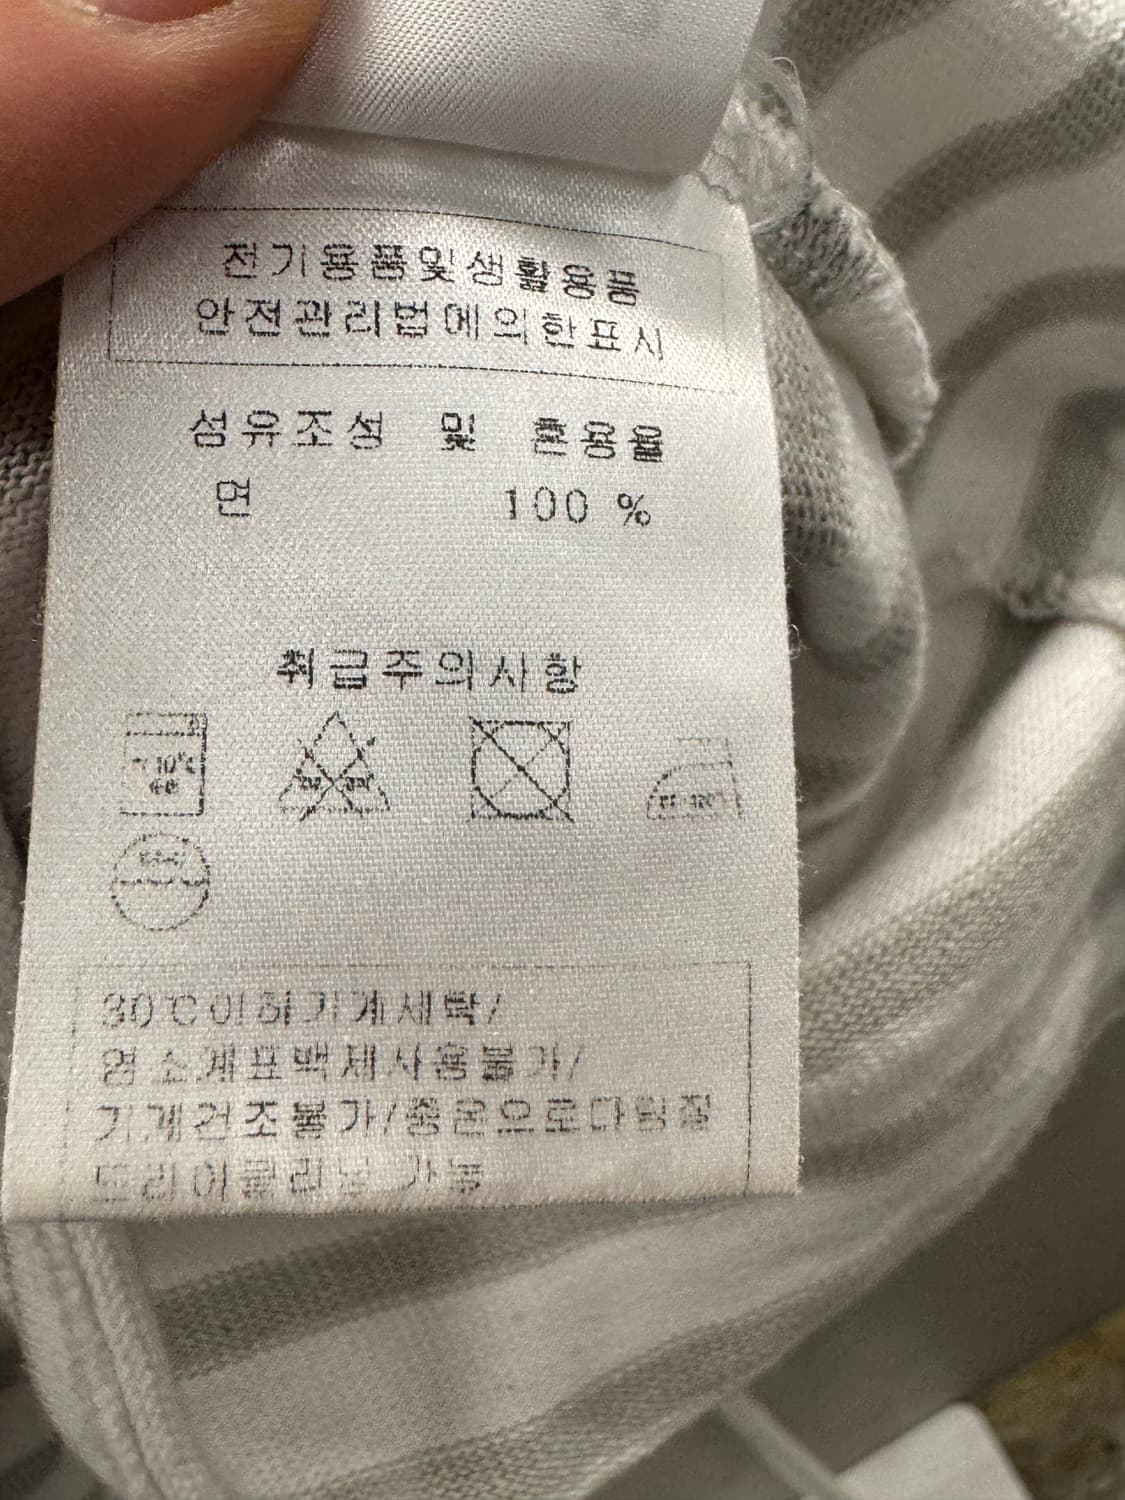 전기용품및생활용품
안전관리법에의한표시
섬유조성 및 혼용율
면 100 %
취급주의사항
30℃이하기계세탁/
염소계표백제사용불가/
기계건조불가/중온으로다림질
드라이클리닝 가능